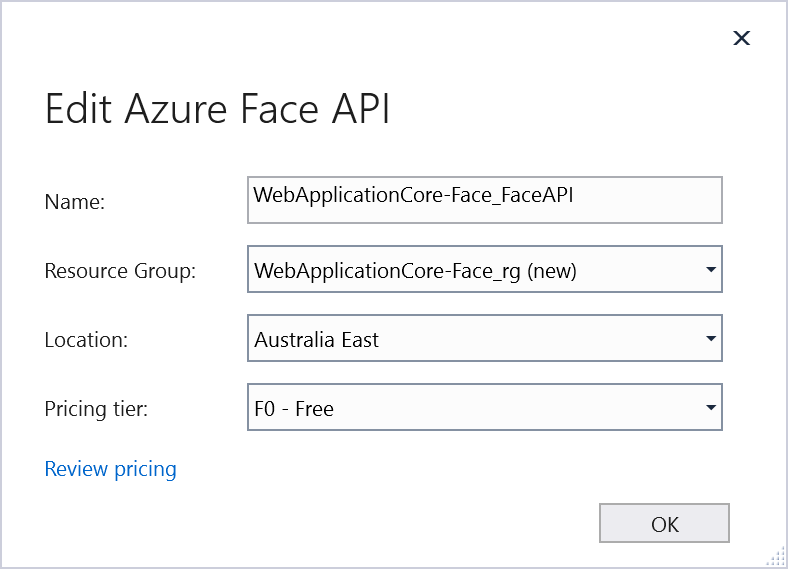 Edit Azure Face API
Name: WebApplicationCore-Face_FaceAPI
Resource Group: WebApplicationCore-Face_rg (new)
Location: Australia East
Pricing tier: F0 - Free
Review pricing
OK